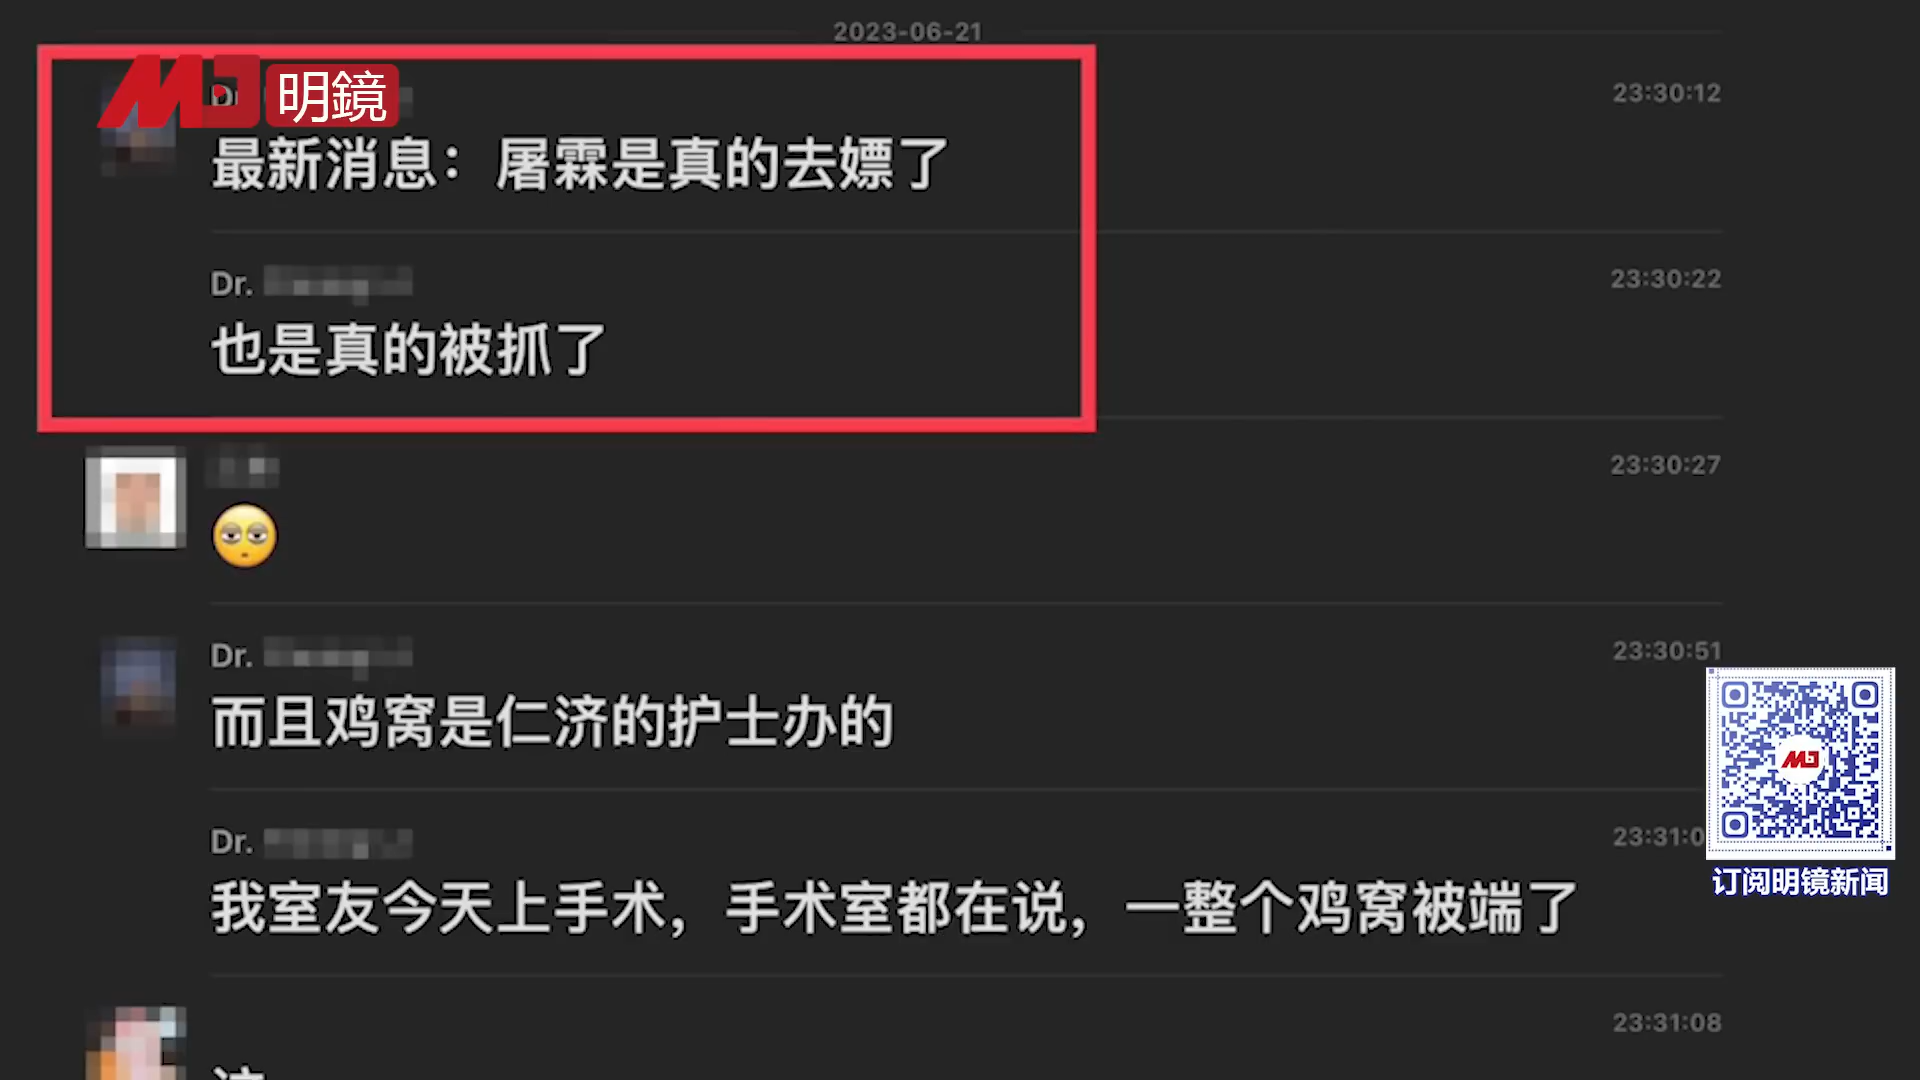 2023-06-21
明鏡
23:30:12
最新消息：屠霖是真的去嫖了
Dr.
23:30:22
也是真的被抓了
23:30:27
Dr.
23:30:51
而且鸡窝是仁济的护士办的
Dr.
23:31:0
我室友今天上手术，手术室都在说，一整个鸡窝被端了
订阅明镜新闻
23:31:08